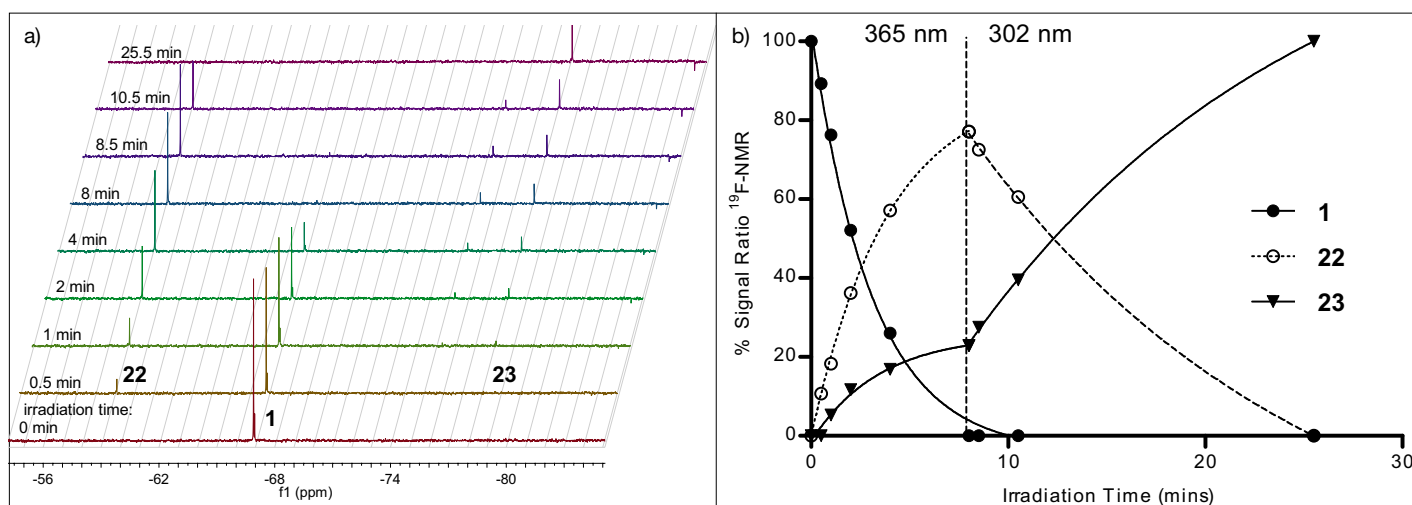 a)
25.5 min
10.5 min
8.5 min
8 min
4 min
2 min
1 min
0.5 min
22
23
irradiation time:
0 min
1
-56
-62
-68
-74
-80
f1 (ppm)
b)
365 nm
302 nm
% Signal Ratio ¹⁹F-NMR
100
80
60
40
20
0
0
10
20
30
Irradiation Time (mins)
1
22
23